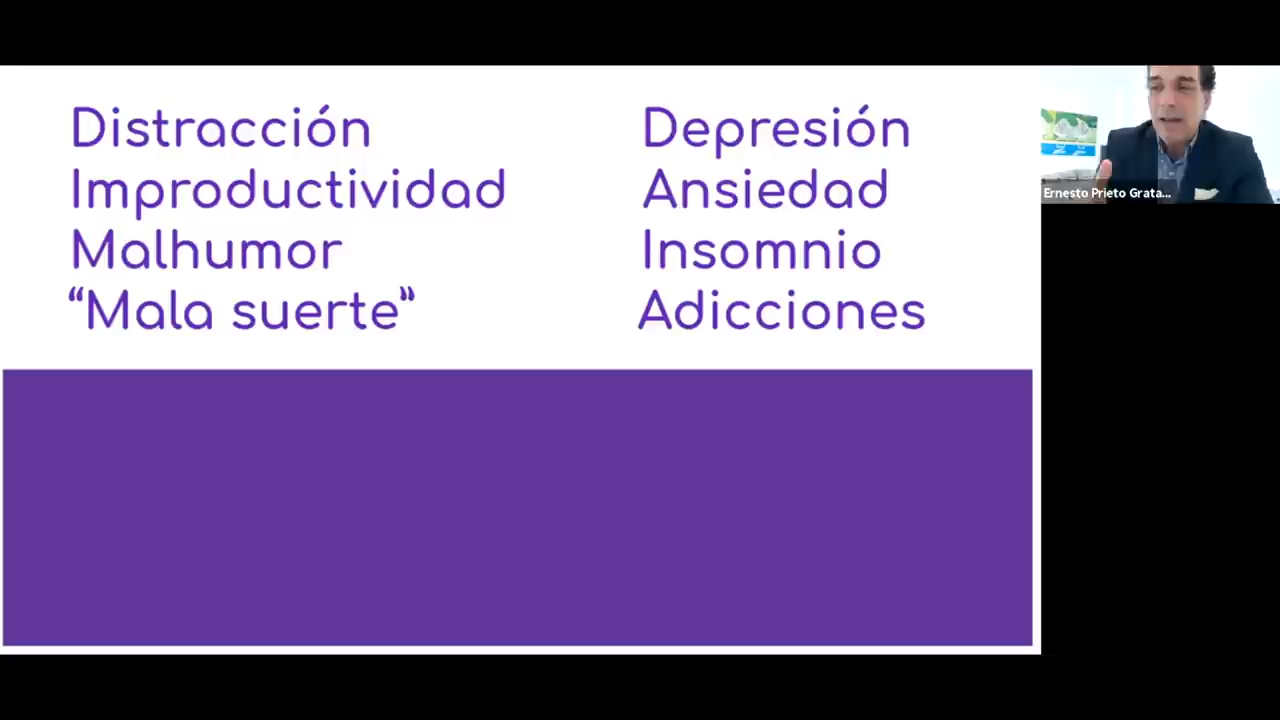 Distracción
Improductividad
Malhumor
“Mala suerte”
Depresión
Ansiedad
Insomnio
Adicciones
Ernesto Prieto Grata...